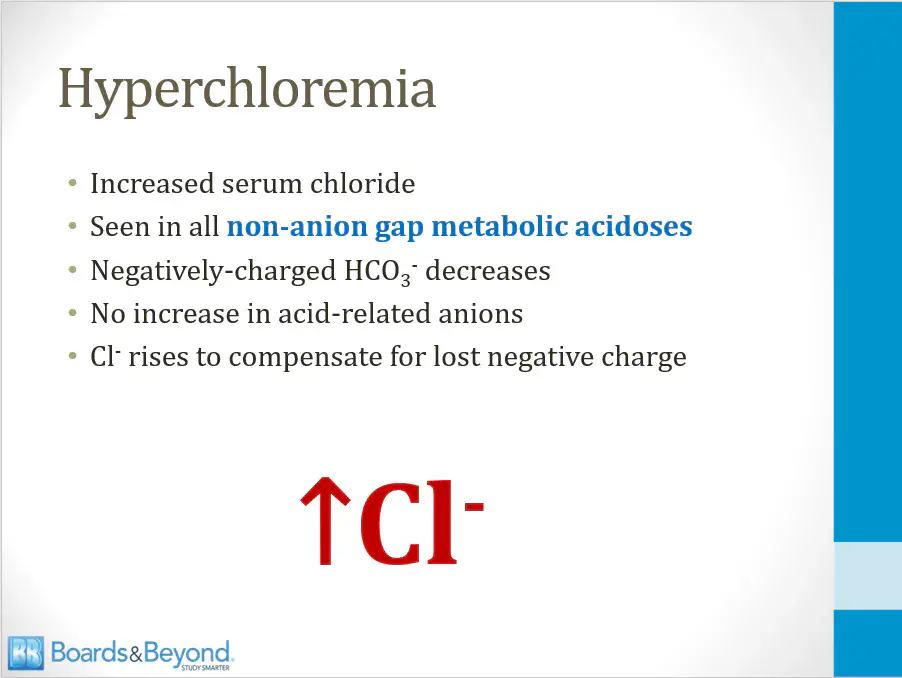 Hyperchloremia
• Increased serum chloride
• Seen in all non-anion gap metabolic acidoses
• Negatively-charged HCO₃⁻ decreases
• No increase in acid-related anions
• Cl⁻ rises to compensate for lost negative charge
↑Cl⁻
BB Boards&Beyond.
STUDY SMARTER